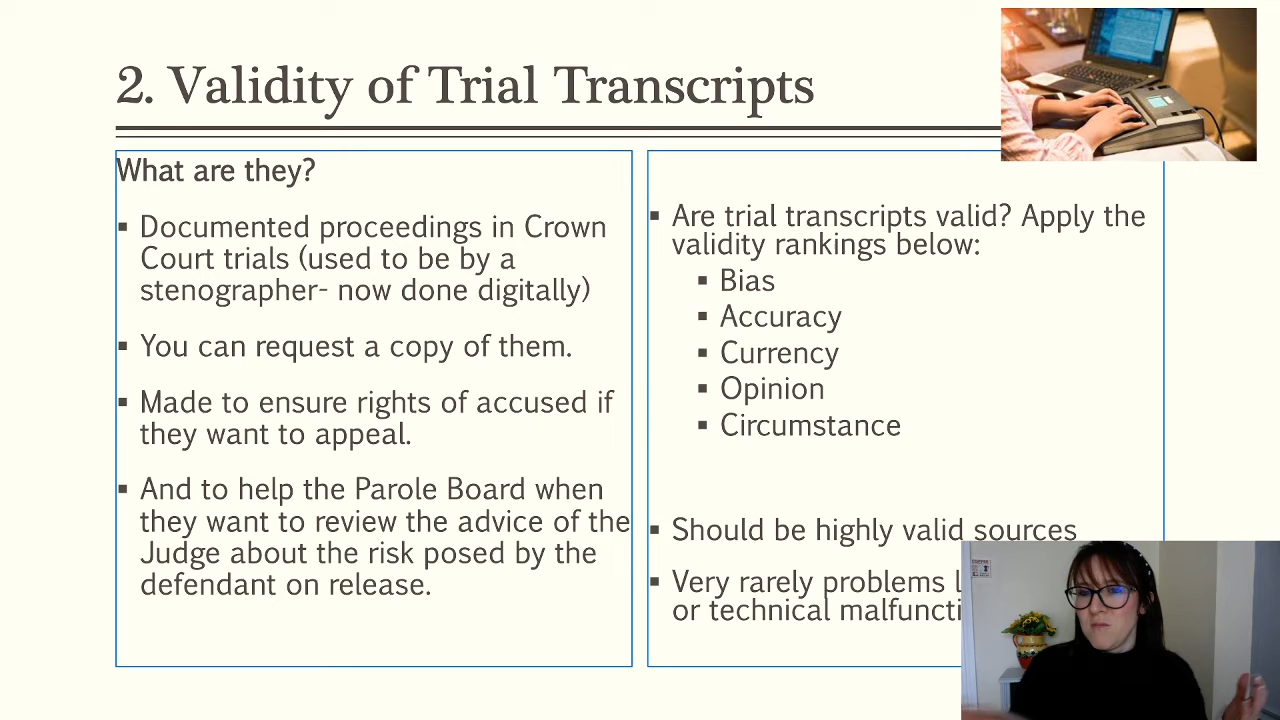 2. Validity of Trial Transcripts
What are they?
▪ Documented proceedings in Crown
Court trials (used to be by a
stenographer- now done digitally)
▪ You can request a copy of them.
▪ Made to ensure rights of accused if
they want to appeal.
▪ And to help the Parole Board when
they want to review the advice of the
Judge about the risk posed by the
defendant on release.
▪ Are trial transcripts valid? Apply the
validity rankings below:
▪ Bias
▪ Accuracy
▪ Currency
▪ Opinion
▪ Circumstance
▪ Should be highly valid sources
▪ Very rarely problems
or technical